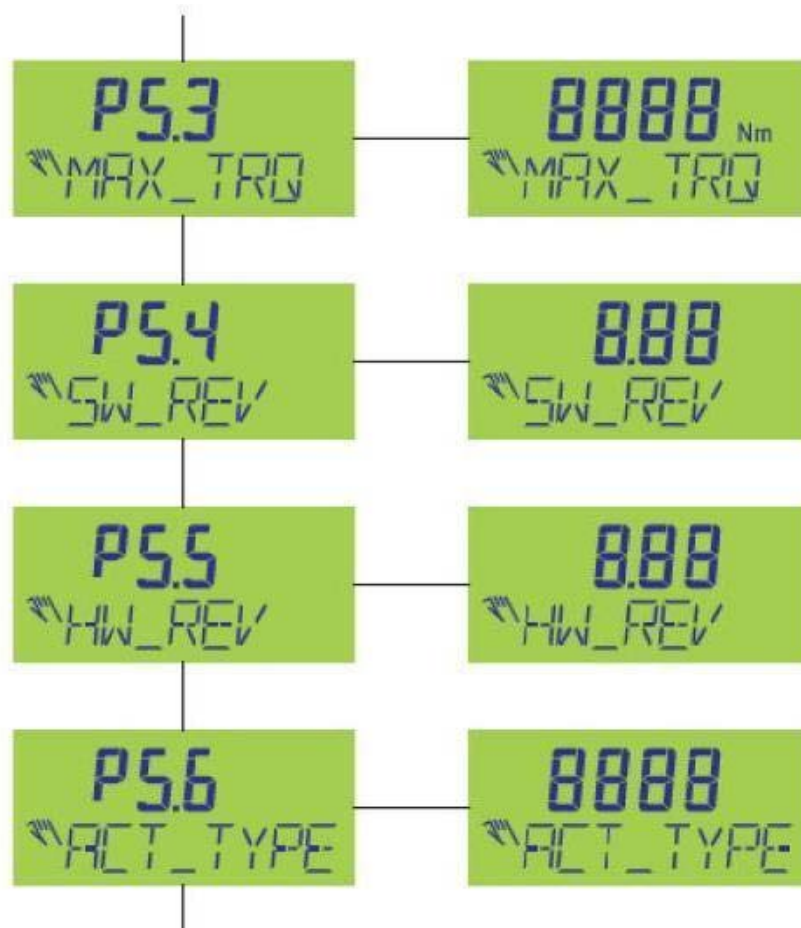 P5.3
MAX_TRQ
8888 Nm
MAX_TRQ
P5.4
SW_REV
8.88
SW_REV
P5.5
HW_REV
8.88
HW_REV
P5.6
ACT_TYPE
8888
ACT_TYPE